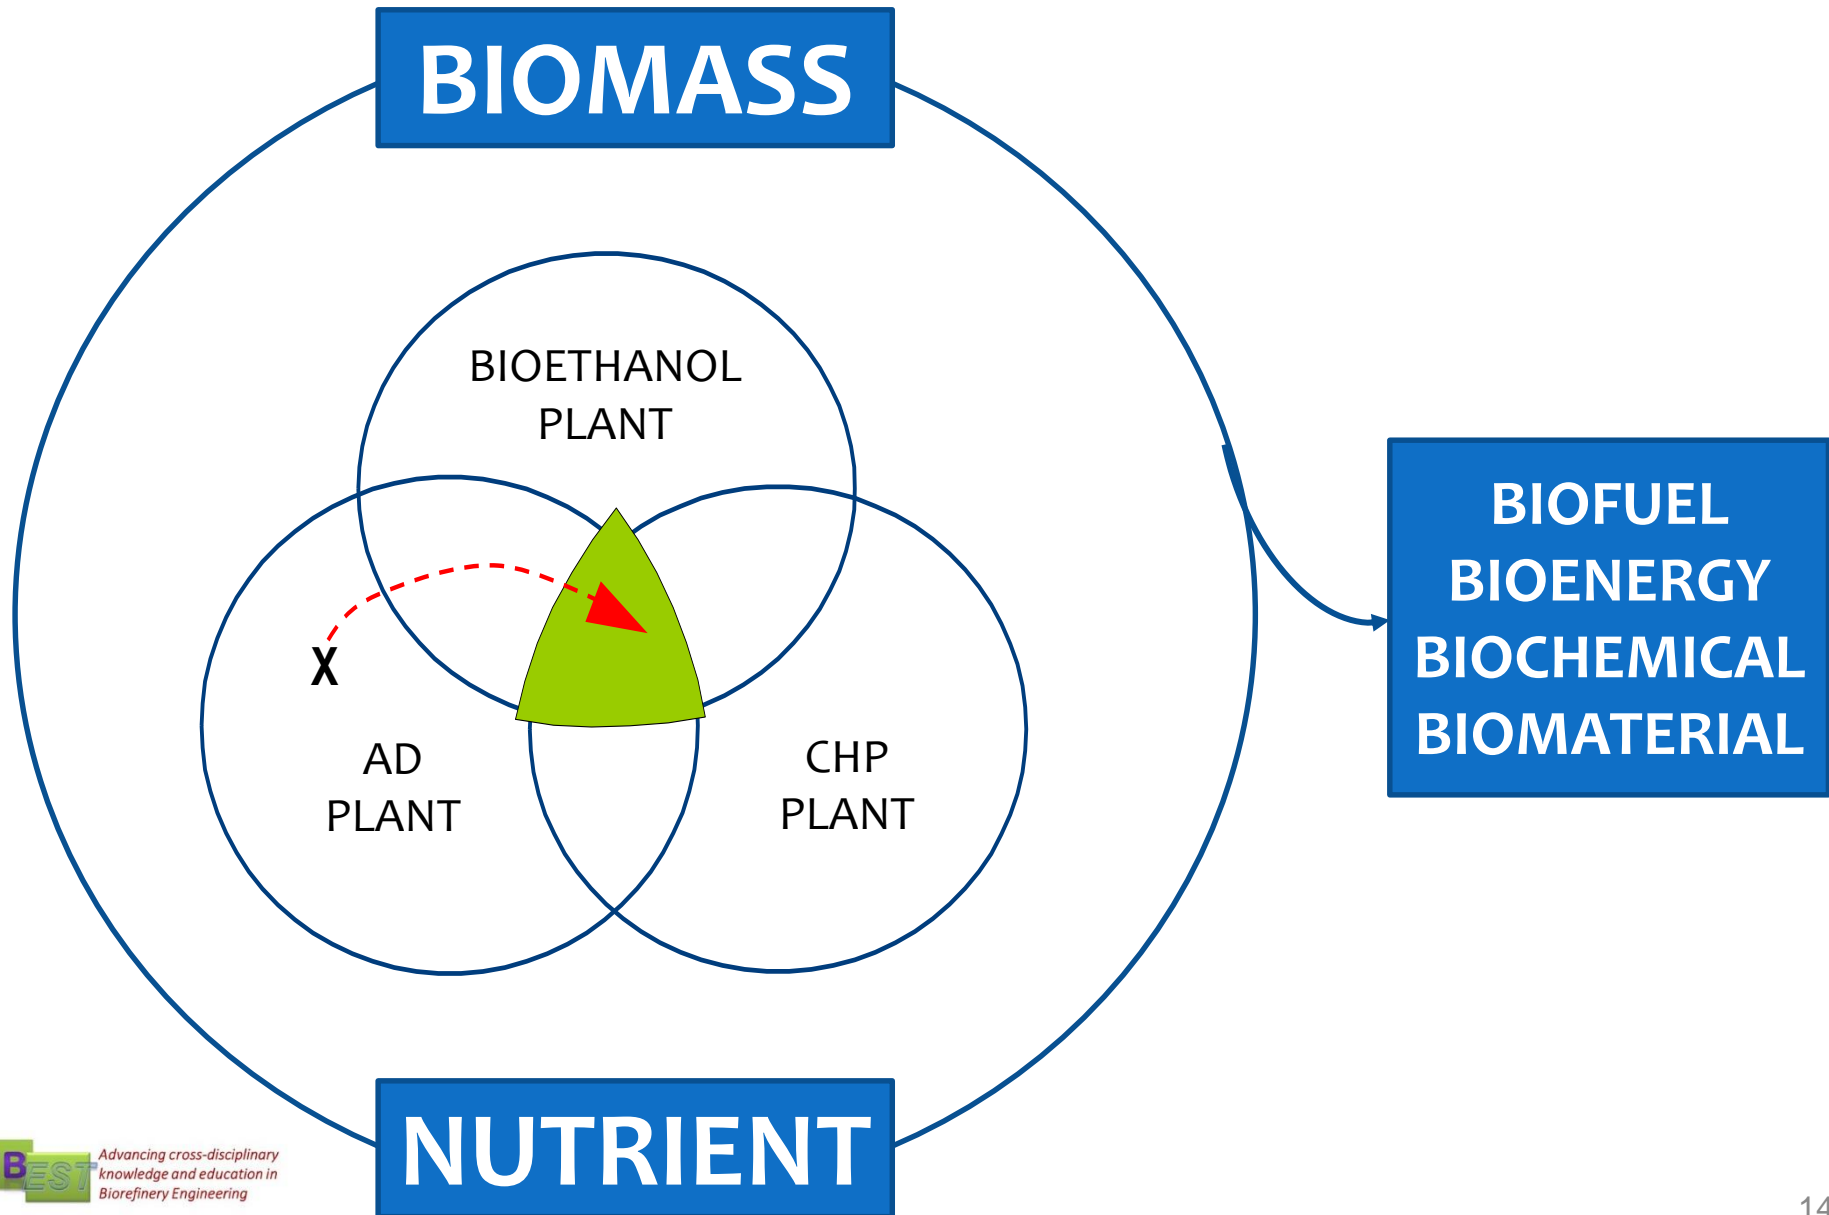 BIOMASS
BIOETHANOL
PLANT
X
AD
PLANT
CHP
PLANT
BIOFUEL
BIOENERGY
BIOCHEMICAL
BIOMATERIAL
NUTRIENT
BEST
Advancing cross-disciplinary
knowledge and education in
Biorefinery Engineering
14